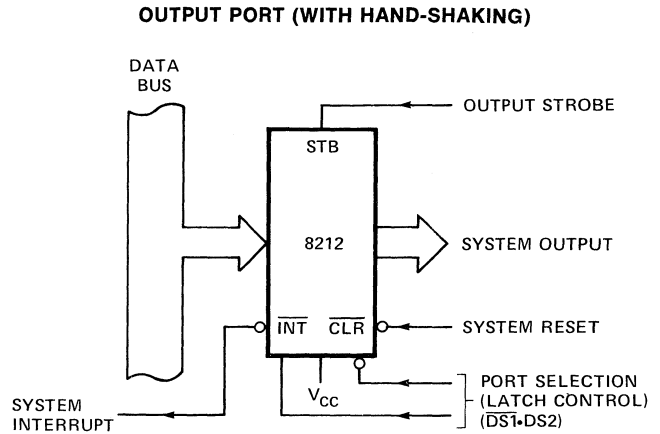 OUTPUT PORT (WITH HAND-SHAKING)
DATA
BUS
OUTPUT STROBE
STB
8212
SYSTEM OUTPUT
INT
CLR
SYSTEM RESET
VCC
PORT SELECTION
(LATCH CONTROL)
(DS1•DS2)
SYSTEM
INTERRUPT